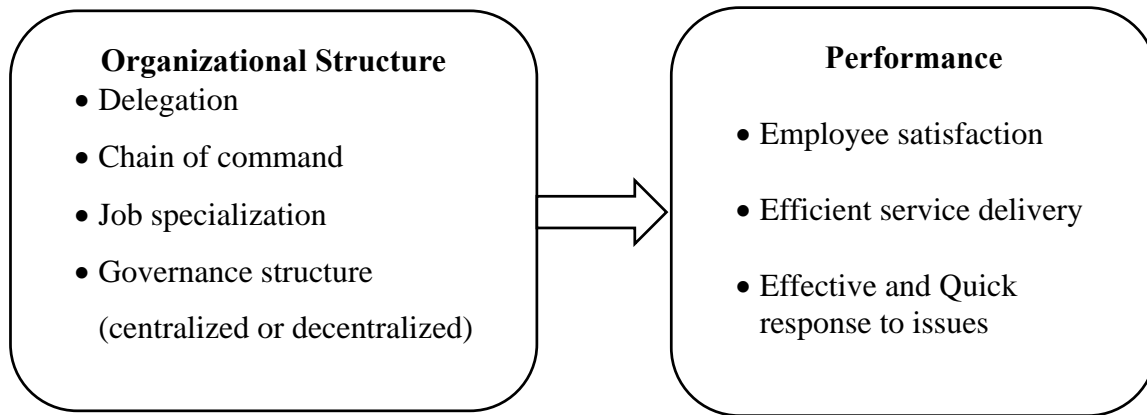 Organizational Structure
• Delegation
• Chain of command
• Job specialization
• Governance structure
(centralized or decentralized)
Performance
• Employee satisfaction
• Efficient service delivery
• Effective and Quick
response to issues